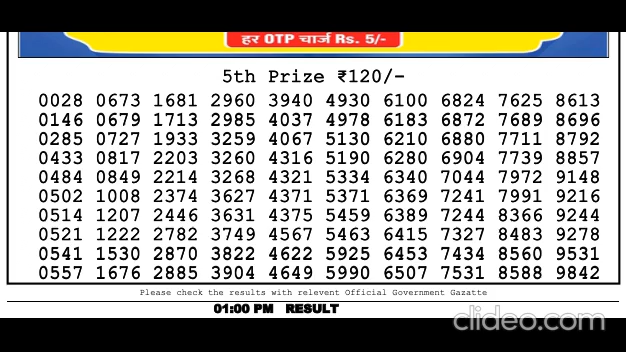 हर OTP चार्ज Rs. 5/-
5th Prize ₹120/-
0028 0673 1681 2960 3940 4930 6100 6824 7625 8613
0146 0679 1713 2985 4037 4978 6183 6872 7689 8696
0285 0727 1933 3259 4067 5130 6210 6880 7711 8792
0433 0817 2203 3260 4316 5190 6280 6904 7739 8857
0484 0849 2214 3268 4321 5334 6340 7044 7972 9148
0502 1008 2374 3627 4371 5371 6369 7241 7991 9216
0514 1207 2446 3631 4375 5459 6389 7244 8366 9244
0521 1222 2782 3749 4567 5463 6415 7327 8483 9278
0541 1530 2870 3822 4622 5925 6453 7434 8560 9531
0557 1676 2885 3904 4649 5990 6507 7531 8588 9842
Please check the results with relevent Official Government Gazatte
01:00 PM RESULT
clideo.com